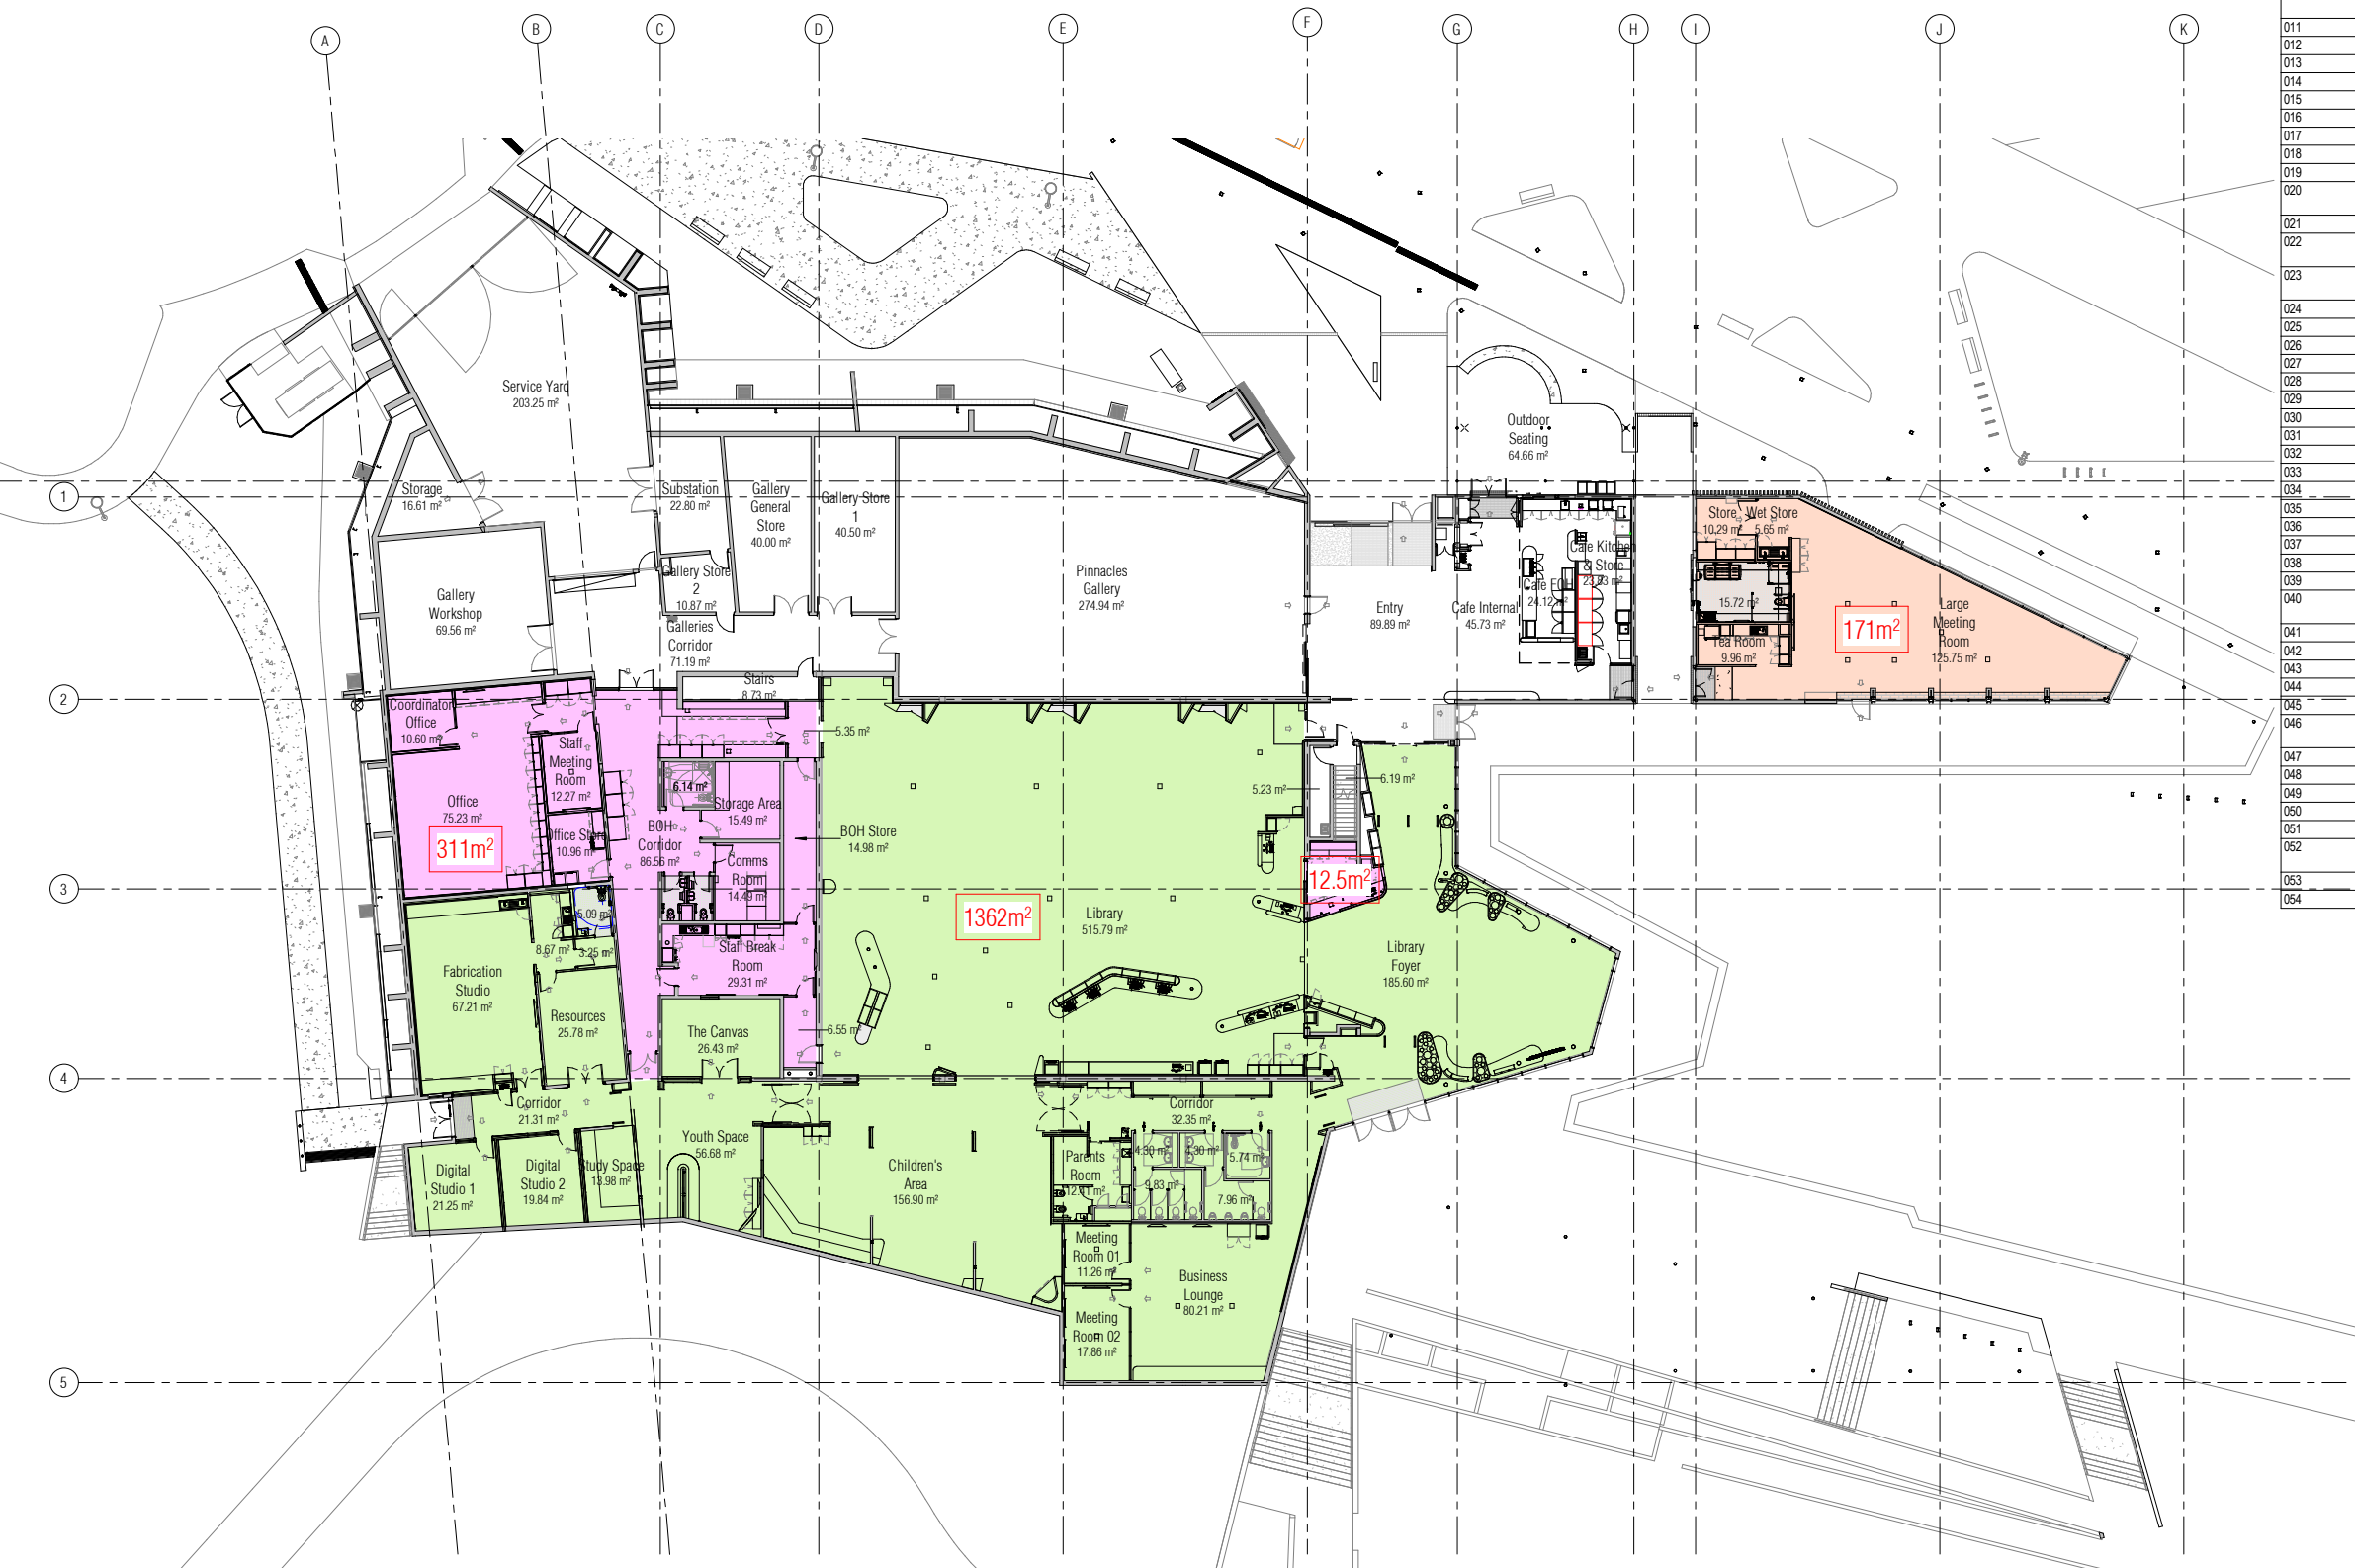 A
B
C
D
E
F
G
H
I
J
K
011
012
013
014
015
016
017
018
019
020
021
022
023
024
025
026
027
028
029
030
031
032
033
034
035
036
037
038
039
040
041
042
043
044
045
046
047
048
049
050
051
052
053
054
1
2
3
4
5
Service Yard
203.25 m²
Storage
16.61 m²
Substation
22.80 m²
Gallery
General
Store
40.00 m²
Gallery Store
1
40.50 m²
Gallery
Workshop
69.56 m²
Gallery Store
2
10.87 m²
Galleries
Corridor
71.19 m²
Pinnacles
Gallery
274.94 m²
Entry
89.89 m²
Outdoor
Seating
64.66 m²
Cafe Internal
45.73 m²
Cafe FOH
24.12 m²
Cafe Kitchen
& Store
23.83 m²
Store
10.29 m²
Wet Store
5.65 m²
15.72 m²
Tea Room
9.96 m²
171m²
Large
Meeting
Room
125.75 m²
Stairs
8.73 m²
Coordinator
Office
10.60 m²
Staff
Meeting
Room
12.27 m²
Office
75.23 m²
311m²
Office Store
10.96 m²
5.35 m²
6.14 m²
Storage Area
15.49 m²
BOH
Corridor
86.56 m²
Comms
Room
14.49 m²
BOH Store
14.98 m²
Staff Break
Room
29.31 m²
6.55 m²
The Canvas
26.43 m²
1362m²
Library
515.79 m²
5.23 m²
6.19 m²
12.5m²
Library
Foyer
185.60 m²
5.09 m²
8.67 m²
3.25 m²
Fabrication
Studio
67.21 m²
Resources
25.78 m²
Corridor
21.31 m²
Digital
Studio 1
21.25 m²
Digital
Studio 2
19.84 m²
Study Space
13.98 m²
Youth Space
56.68 m²
Children's
Area
156.90 m²
Corridor
32.35 m²
Parents
Room
12.41 m²
4.30 m²
4.30 m²
5.74 m²
9.83 m²
7.96 m²
Meeting
Room 01
11.26 m²
Meeting
Room 02
17.86 m²
Business
Lounge
80.21 m²